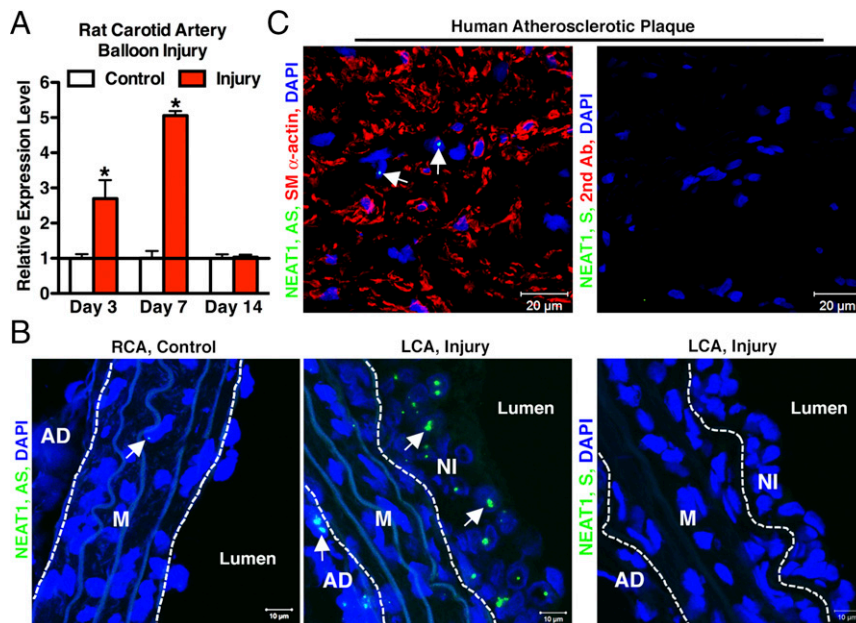 A
Rat Carotid Artery
Balloon Injury
Control
Injury
Relative Expression Level
6
5
4
3
2
1
0
*
*
Day 3
Day 7
Day 14
C
Human Atherosclerotic Plaque
NEAT1, AS, SM α-actin, DAPI
20 µm
NEAT1, S, 2nd Ab, DAPI
20 µm
B
RCA, Control
LCA, Injury
LCA, Injury
NEAT1, AS, DAPI
AD
M
Lumen
10 µm
Lumen
NI
M
AD
10 µm
NEAT1, S, DAPI
Lumen
NI
M
AD
10 µm